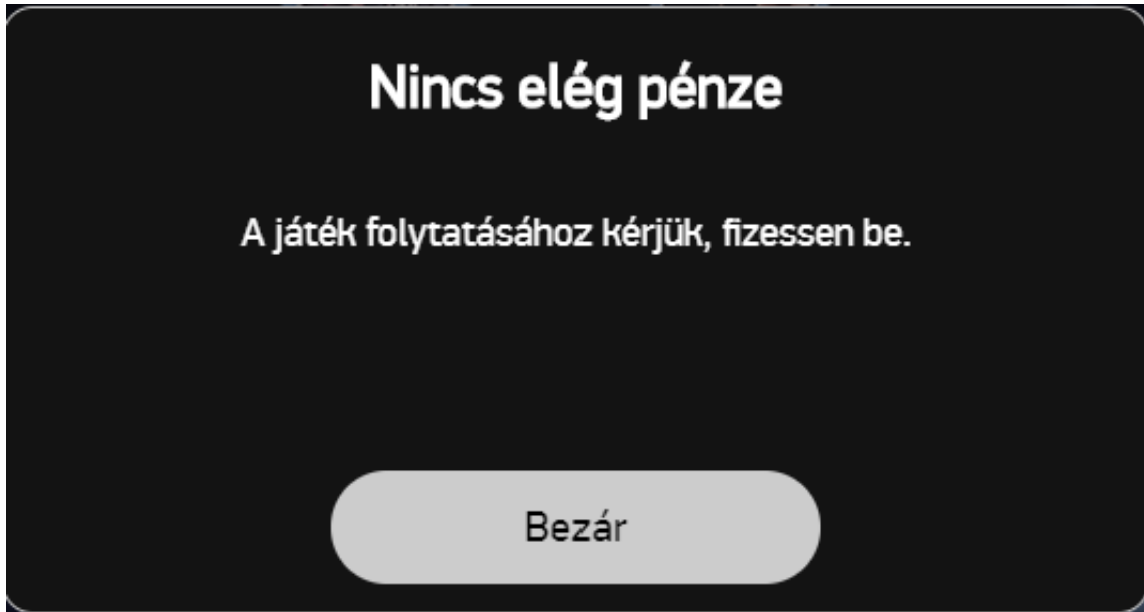 Nincs elég pénze
A játék folytatásához kérjük, fizessen be.
Bezár